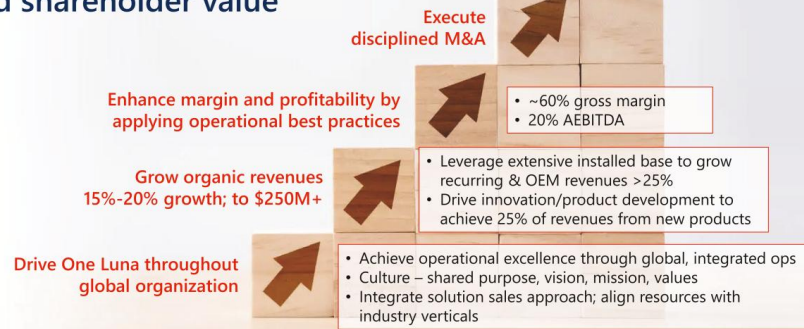 d shareholder value
Execute
disciplined M&A
Enhance margin and profitability by
applying operational best practices
• ~60% gross margin
• 20% AEBITDA
Grow organic revenues
15%-20% growth; to $250M+
• Leverage extensive installed base to grow
recurring & OEM revenues >25%
• Drive innovation/product development to
achieve 25% of revenues from new products
Drive One Luna throughout
global organization
• Achieve operational excellence through global, integrated ops
• Culture – shared purpose, vision, mission, values
• Integrate solution sales approach; align resources with
industry verticals